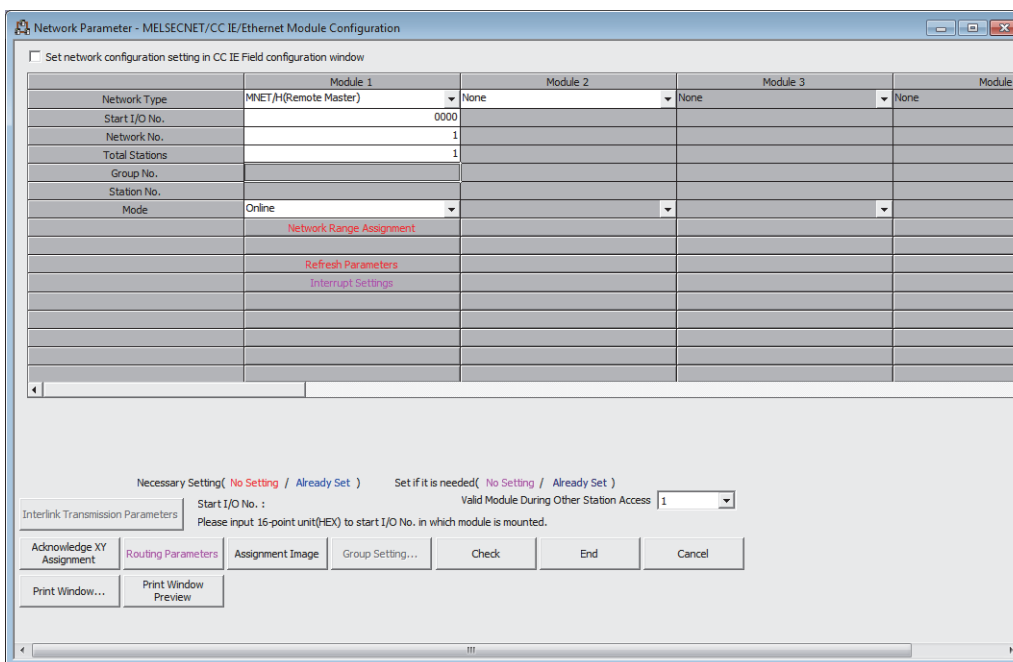 Network Parameter - MELSECNET/CC IE/Ethernet Module Configuration
Set network configuration setting in CC IE Field configuration window
Module 1 Module 2 Module 3 Module
Network Type MNET/H(Remote Master) None None None
Start I/O No. 0000
Network No. 1
Total Stations 1
Group No.
Station No.
Mode Online
Network Range Assignment
Refresh Parameters
Interrupt Settings
Necessary Setting( No Setting / Already Set ) Set if it is needed( No Setting / Already Set )
Interlink Transmission Parameters
Start I/O No. : Valid Module During Other Station Access 1
Please input 16-point unit(HEX) to start I/O No. in which module is mounted.
Acknowledge XY Assignment Routing Parameters Assignment Image Group Setting... Check End Cancel
Print Window... Print Window Preview